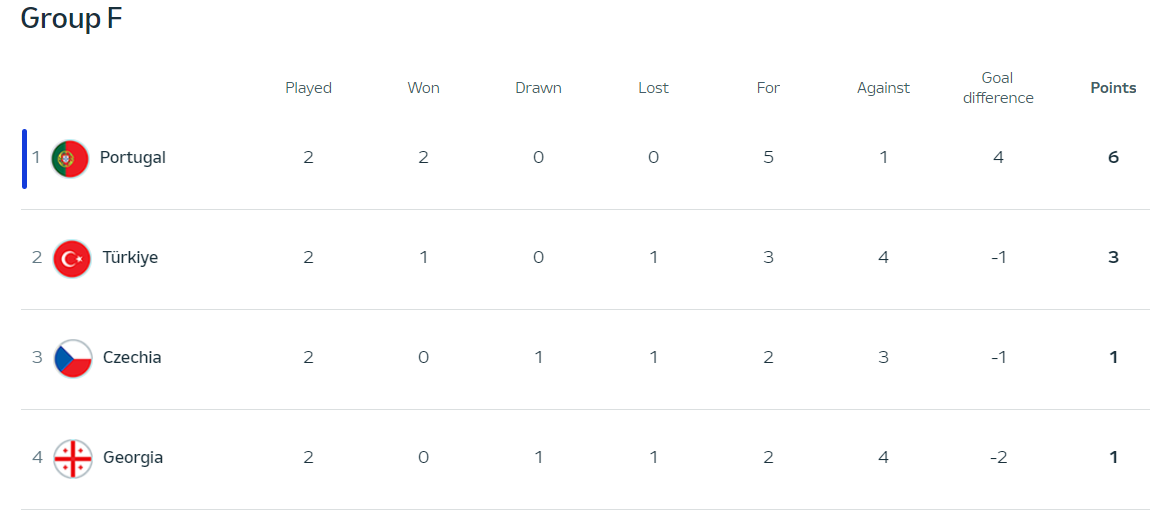 Group F
Played Won Drawn Lost For Against Goal difference Points
1 Portugal 2 2 0 0 5 1 4 6
2 Türkiye 2 1 0 1 3 4 -1 3
3 Czechia 2 0 1 1 2 3 -1 1
4 Georgia 2 0 1 1 2 4 -2 1